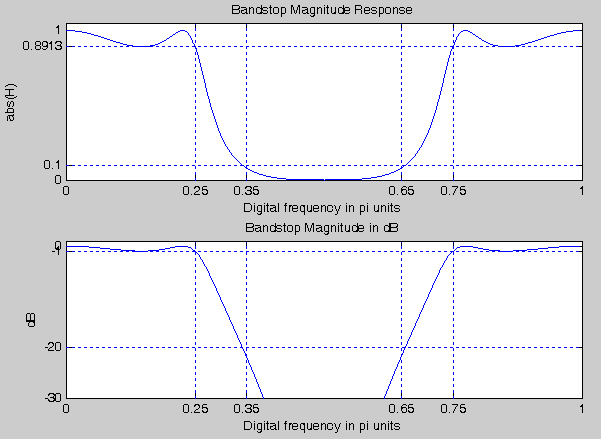 Bandstop Magnitude Response
1
0.8913
abs(H)
0.1
0
0 0.25 0.35 0.65 0.75 1
Digital frequency in pi units
Bandstop Magnitude in dB
0
-1
dB
-20
-30
0 0.25 0.35 0.65 0.75 1
Digital frequency in pi units